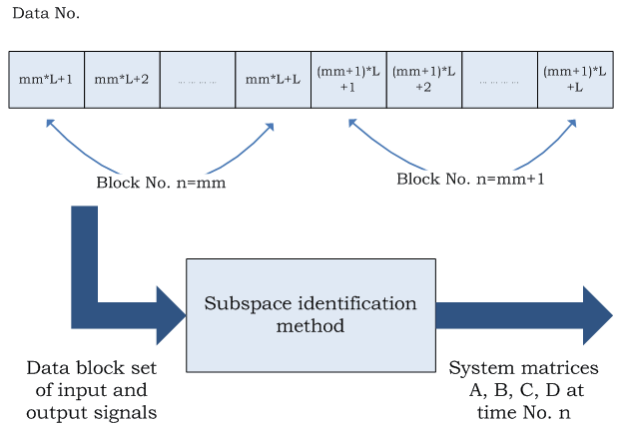 Data No.
mm*L+1
mm*L+2
... ... ... ...
mm*L+L
(mm+1)*L
+1
(mm+1)*L
+2
... ... ... ...
(mm+1)*L
+L
Block No. n=mm
Block No. n=mm+1
Subspace identification
method
Data block set
of input and
output signals
System matrices
A, B, C, D at
time No. n